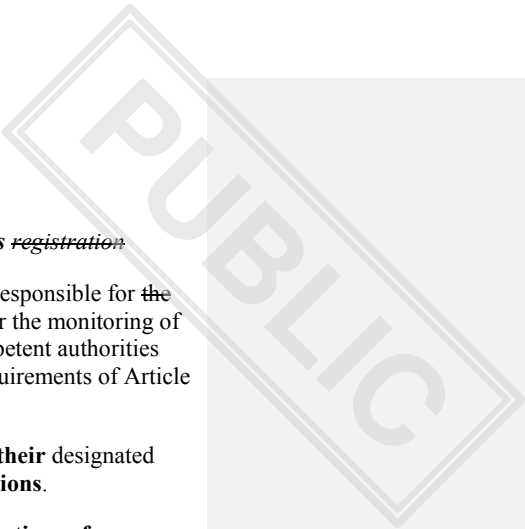 PUBLIC
s ~~registration~~
esponsible for ~~the~~
r the monitoring of
petent authorities
uirements of Article
their designated
ions.